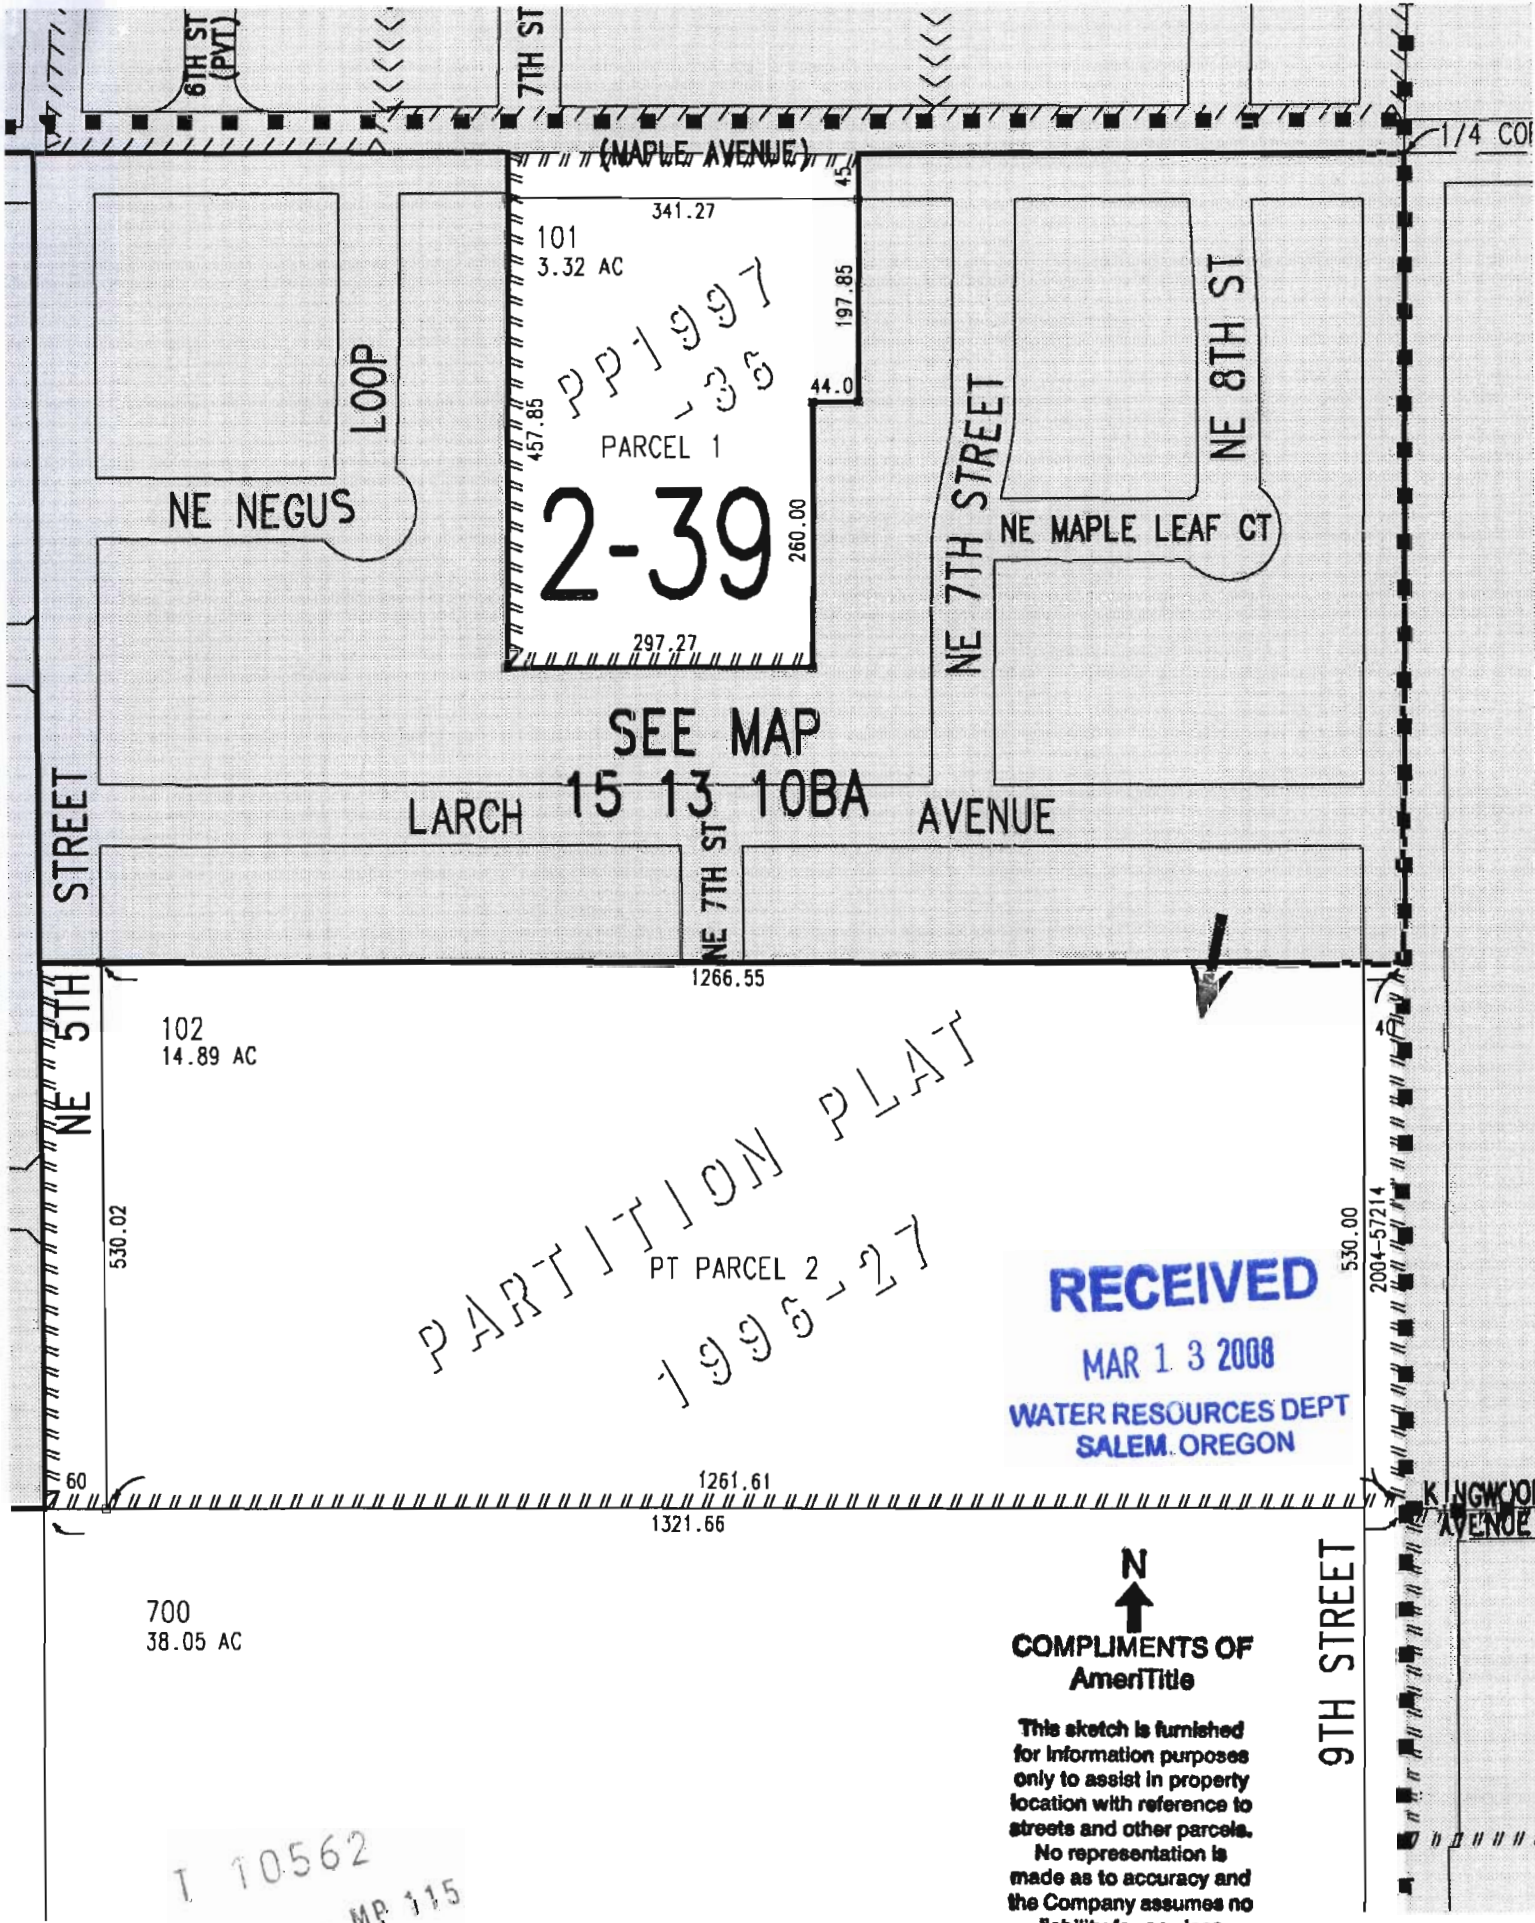 6TH ST
(PVT)
7TH ST
(MAPLE AVENUE)
1/4 COR
45
341.27
101
3.32 AC
197.85
PP1997
-36
44.0
457.85
PARCEL 1
2-39
260.00
297.27
LOOP
NE NEGUS
NE 7TH STREET
NE 8TH ST
NE MAPLE LEAF CT
SEE MAP
15 13 10BA
LARCH AVENUE
NE 7TH ST
NE 5TH STREET
1266.55
102
14.89 AC
40
PARTITION PLAT
PT PARCEL 2
530.02
530.00
2004-57214
RECEIVED
MAR 13 2008
WATER RESOURCES DEPT
SALEM. OREGON
60
1261.61
1321.66
KINGWOOD
AVENUE
700
38.05 AC
N
COMPLIMENTS OF
AmeriTitle
This sketch is furnished
for information purposes
only to assist in property
location with reference to
streets and other parcels.
No representation is
made as to accuracy and
the Company assumes no
9TH STREET
T 10562
MP 115